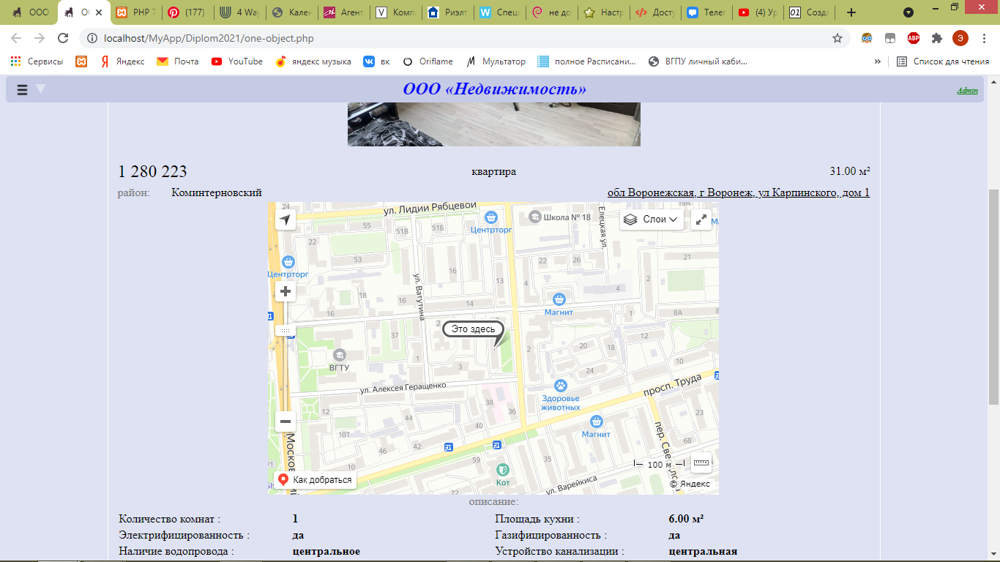 ООО
ОС
PHP 7
(177)
4 Way
Кален
Агент
Комп
Риэлт
Специ
не до
Настр
Досту
Телег
(4) Ур
Созда
localhost/MyApp/Diplom2021/one-object.php
Сервисы
Яндекс
Почта
YouTube
яндекс музыка
вк
Oriflame
Мультатор
полное Расписани...
ВГПУ личный каби...
»
Список для чтения
ООО «Недвижимость»
Admin
1 280 223
квартира
31.00 м²
район:
Коминтерновский
обл Воронежская, г Воронеж, ул Карпинского, дом 1
24
ул. Лидии Рябцевой
Центрторг
Школа № 18
Елецкая ул.
19А
Слои
55
51В
51Б
22
53
Центрторг
16
13
22
26
21
4
4
18
16
16
14
ул. Ватутина
Магнит
8А
8
2
Это здесь
37
1
3
ВГТУ
2
20
18
12
24
10
ул. Алексея Геращенко
просп. Труда
Здоровье
животных
38
36
40
44
10Т
46
42
Магнит
пер. Све
23
68
Москов
10
59
35
100 м
Кот
ул. Варейкиса
72
Как добраться
© Яндекс
описание:
Количество комнат :
1
Площадь кухни :
6.00 м²
Электрифицированность :
да
Газифицированность :
да
Наличие водопровода :
центральное
Устройство канализации :
центральная